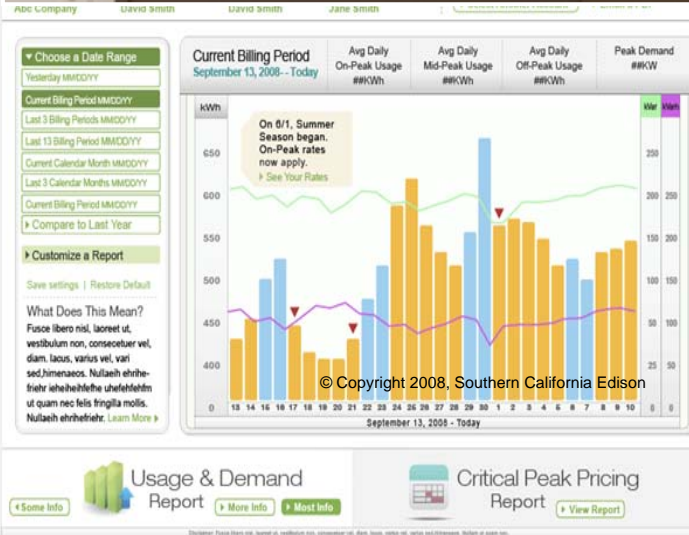 Abc Company David Smith David Smith Jane Smith
Choose a Date Range
Yesterday MM/DD/YY
Current Billing Period MM/DD/YY
Last 3 Billing Periods MM/DD/YY
Last 13 Billing Period MM/DD/YY
Current Calendar Month MM/DD/YY
Last 3 Calendar Months MM/DD/YY
Current Billing Period MM/DD/YY
Compare to Last Year
Customize a Report
Save settings | Restore Default
What Does This Mean?
Fusce libero nisl, laoreet ut,
vestibulum non, consectetuer vel,
diam. lacus, varius vel, vari
sed,himenaeos. Nullaeih ehrihe-
friehr ieheiheihfefhe uhefehfehfm
ut quam nec felis fringilla mollis.
Nullaeih ehrihefriehr. Learn More
Current Billing Period
September 13, 2008- - Today
Avg Daily
On-Peak Usage
##KWh
Avg Daily
Mid-Peak Usage
##KWh
Avg Daily
Off-Peak Usage
##KWh
Peak Demand
##KW
kWh
kVar kVarh
On 6/1, Summer
Season began.
On-Peak rates
now apply.
See Your Rates
650 250
600 200 250
550 150 200
500 100 150
450 50 100
400 25 50
0 0 0
© Copyright 2008, Southern California Edison
13 14 15 16 17 18 19 20 21 22 23 24 25 26 27 28 29 30 1 2 3 4 5 6 7 8 9 10
September 13, 2008 - Today
Usage & Demand
Report
Some Info
More Info
Most Info
Critical Peak Pricing
Report
View Report